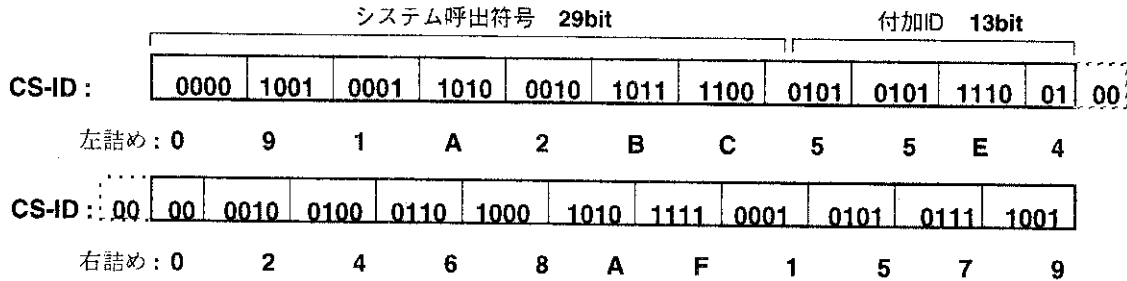 システム呼出符号 29bit 付加ID 13bit
CS-ID : 0000 1001 0001 1010 0010 1011 1100 0101 0101 1110 01 00
左詰め : 0 9 1 A 2 B C 5 5 E 4
CS-ID : 00 00 0010 0100 0110 1000 1010 1111 0001 0101 0111 1001
右詰め : 0 2 4 6 8 A F 1 5 7 9